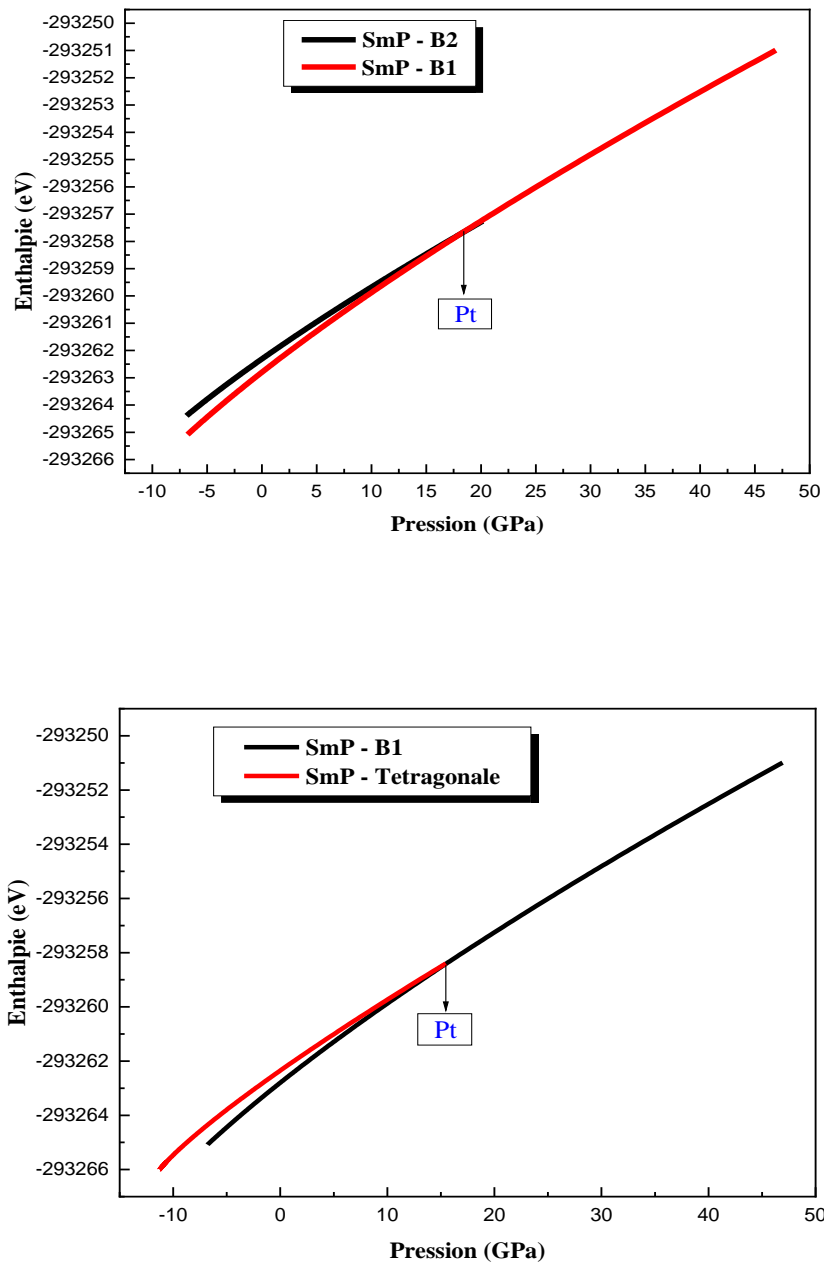 SmP - B2
SmP - B1
-293250
-293251
-293252
-293253
-293254
-293255
-293256
-293257
-293258
-293259
-293260
-293261
-293262
-293263
-293264
-293265
-293266
Enthalpie (eV)
Pt
-10 -5 0 5 10 15 20 25 30 35 40 45 50
Pression (GPa)
SmP - B1
SmP - Tetragonale
-293250
-293252
-293254
-293256
-293258
-293260
-293262
-293264
-293266
Enthalpie (eV)
Pt
-10 0 10 20 30 40 50
Pression (GPa)